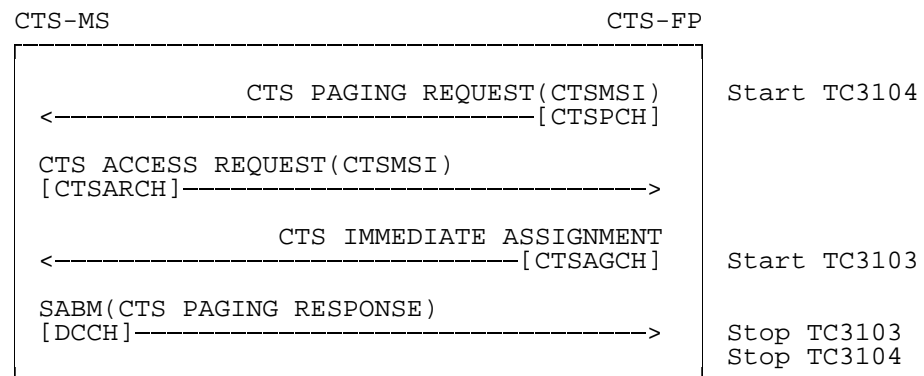 CTS-MS CTS-FP
CTS PAGING REQUEST(CTSMSI) Start TC3104
<--------------------------------[CTSPCH]
CTS ACCESS REQUEST(CTSMSI)
[CTSARCH]-------------------------------->
CTS IMMEDIATE ASSIGNMENT
<-------------------------------[CTSAGCH] Start TC3103
SABM(CTS PAGING RESPONSE)
[DCCH]-----------------------------------> Stop TC3103
Stop TC3104